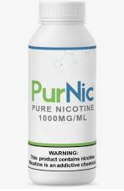 PurNic
PURE NICOTINE
1000MG/ML
WARNING:
This product contains nicotine
Nicotine is an addictive chemical